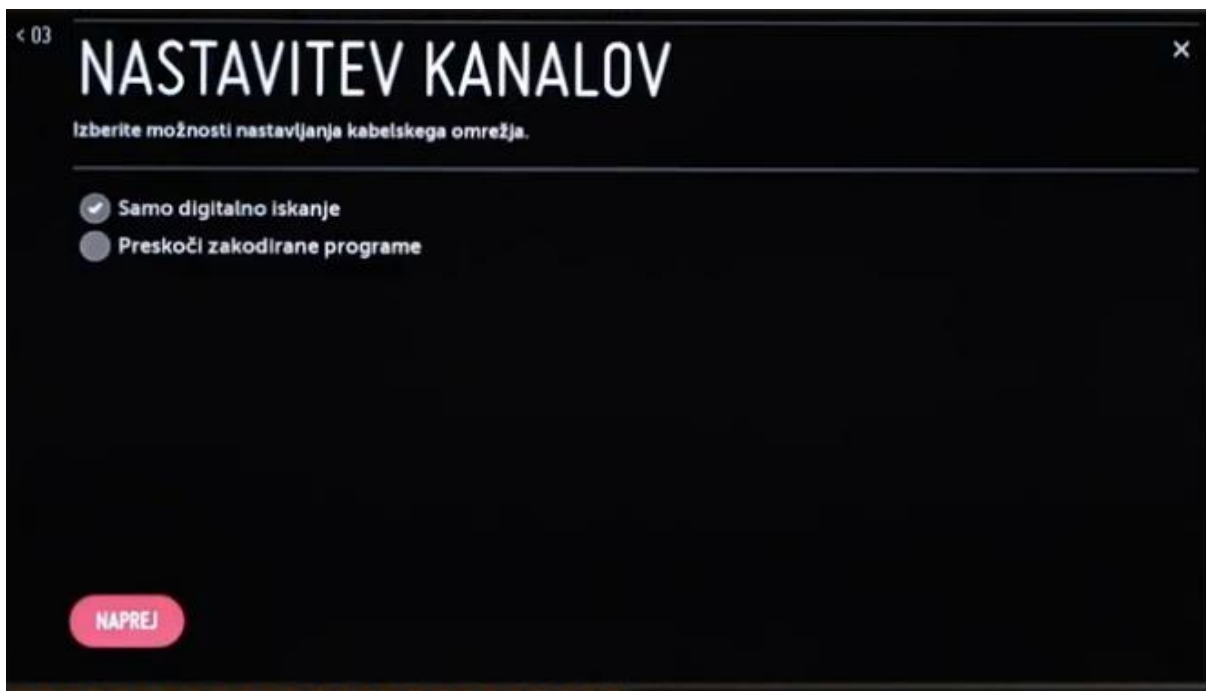 < 03
NASTAVITEV KANALOV
Izberite možnosti nastavljanja kabelskega omrežja.
Samo digitalno iskanje
Preskoči zakodirane programe
NAPREJ